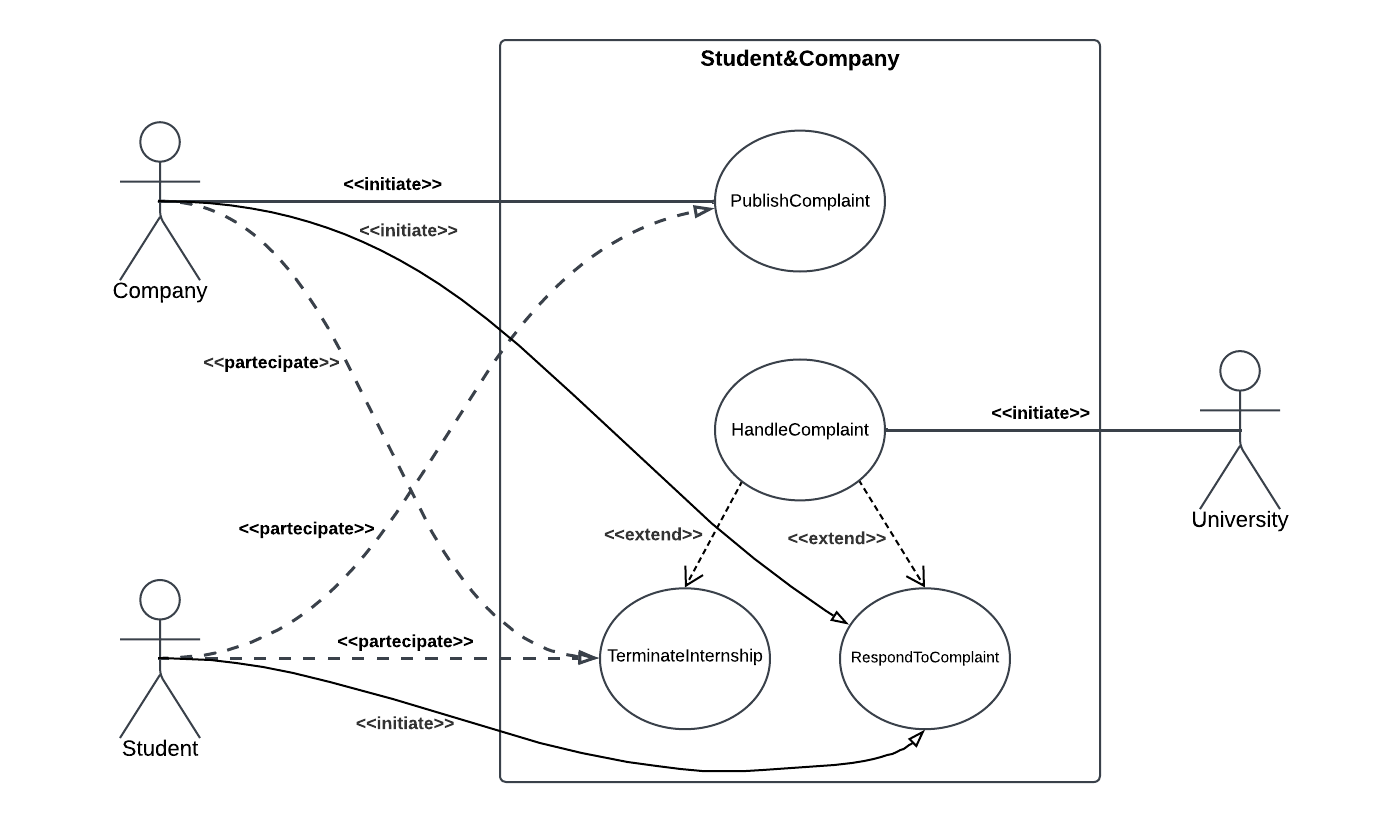 Student&Company
<<initiate>>
PublishComplaint
<<initiate>>
Company
<<partecipate>>
HandleComplaint
<<initiate>>
University
<<partecipate>>
<<extend>>
<<extend>>
<<partecipate>>
TerminateInternship
RespondToComplaint
<<initiate>>
Student